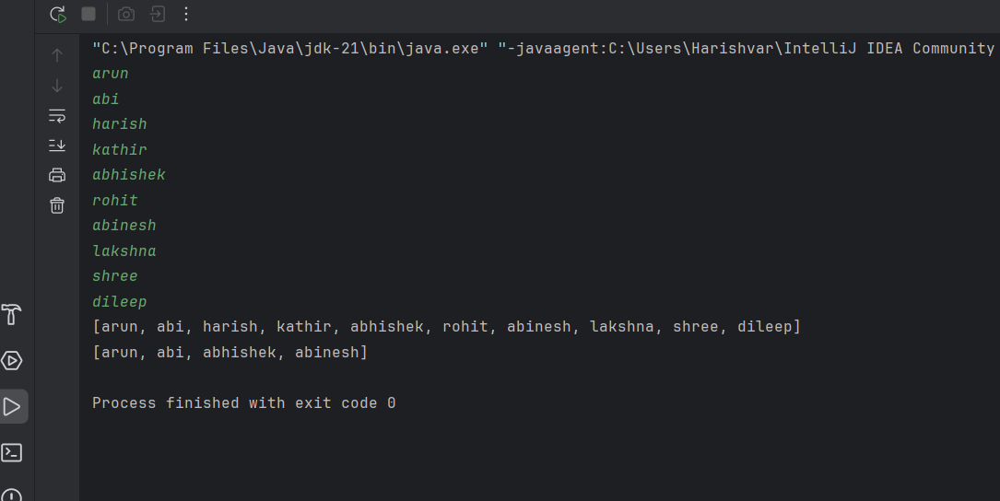 "C:\Program Files\Java\jdk-21\bin\java.exe" "-javaagent:C:\Users\Harishvar\IntelliJ IDEA Community
arun
abi
harish
kathir
abhishek
rohit
abinesh
lakshna
shree
dileep
[arun, abi, harish, kathir, abhishek, rohit, abinesh, lakshna, shree, dileep]
[arun, abi, abhishek, abinesh]
Process finished with exit code 0